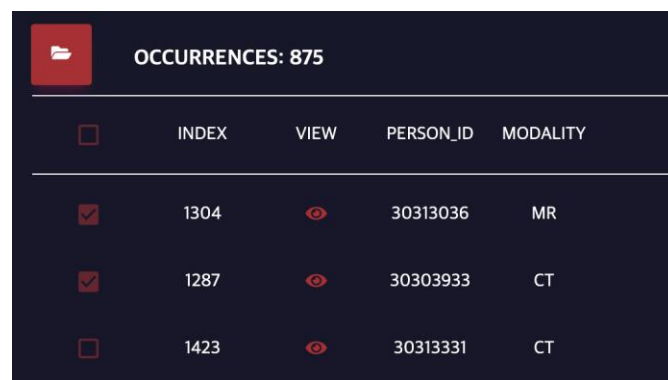 OCCURRENCES: 875
INDEX VIEW PERSON_ID MODALITY
1304 30313036 MR
1287 30303933 CT
1423 30313331 CT